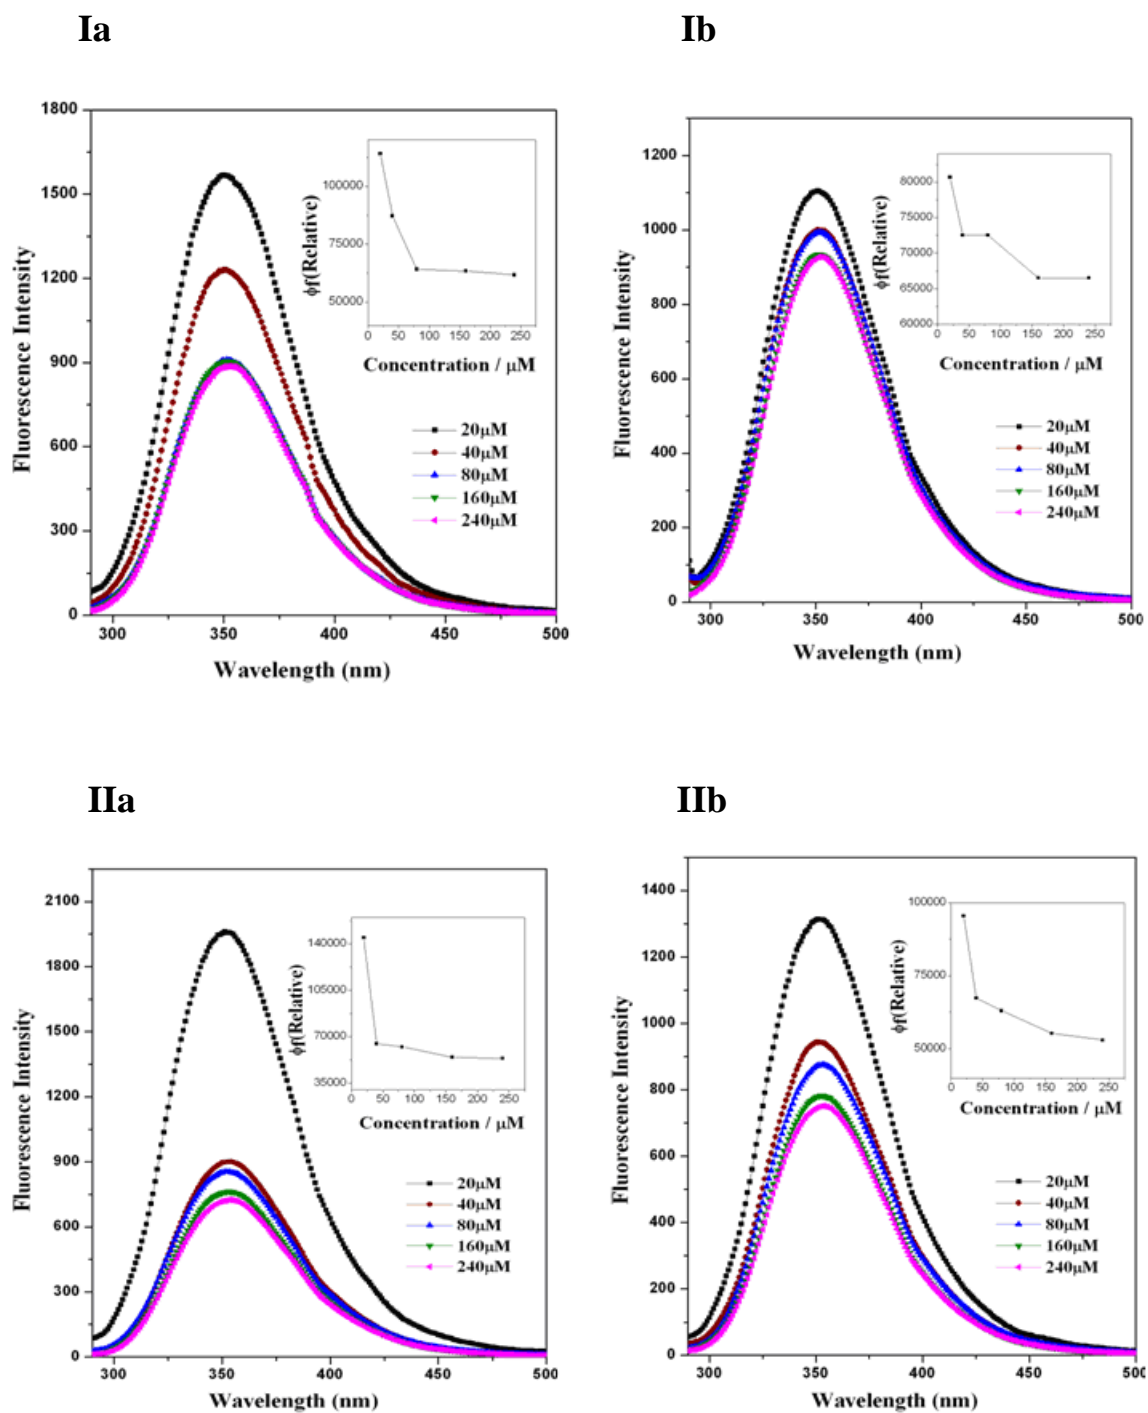 Ia
1800
1500
1200
900
600
300
0
300 350 400 450 500
Fluorescence Intensity
Wavelength (nm)
100000
75000
50000
0 50 100 150 200 250
ϕf(Relative)
Concentration / μM
20μM
40μM
80μM
160μM
240μM
Ib
1200
1000
800
600
400
200
0
300 350 400 450 500
Fluorescence Intensity
Wavelength (nm)
80000
75000
70000
65000
60000
0 50 100 150 200 250
ϕf(Relative)
Concentration / μM
20μM
40μM
80μM
160μM
240μM
IIa
2100
1800
1500
1200
900
600
300
0
300 350 400 450 500
Fluorescence Intensity
Wavelength (nm)
140000
105000
70000
35000
0 50 100 150 200 250
ϕf(Relative)
Concentration / μM
20μM
40μM
80μM
160μM
240μM
IIb
1400
1200
1000
800
600
400
200
0
300 350 400 450 500
Fluorescence Intensity
Wavelength (nm)
100000
75000
50000
0 50 100 150 200 250
ϕf(Relative)
Concentration / μM
20μM
40μM
80μM
160μM
240μM